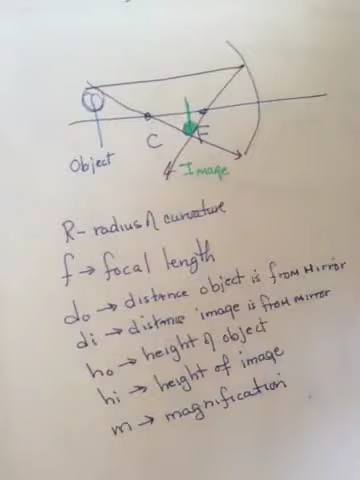 C
F
Object
Image
R- radius of curvature
f → focal length
do → distance object is from Mirror
di → distance image is from Mirror
ho → height of object
hi → height of image
m → magnification